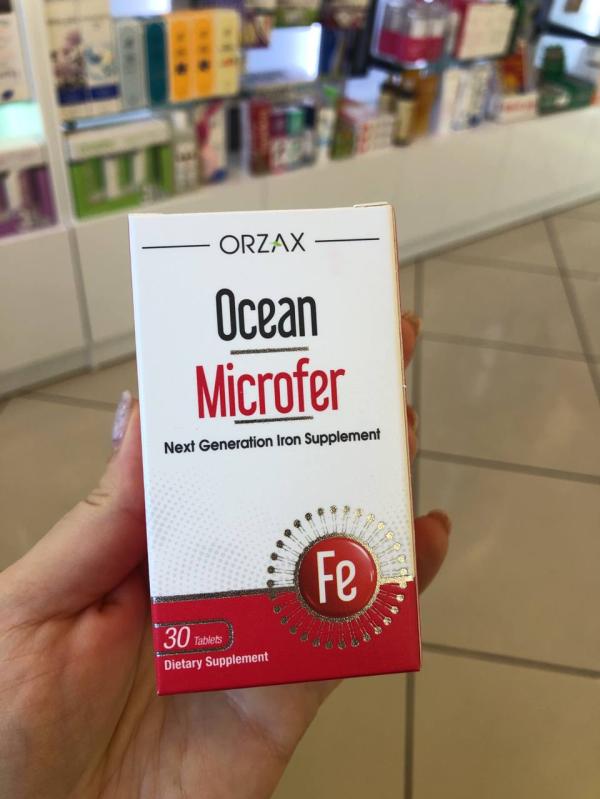 ORZAX
Ocean
Microfer
Next Generation Iron Supplement
Fe
30 Tablets
Dietary Supplement